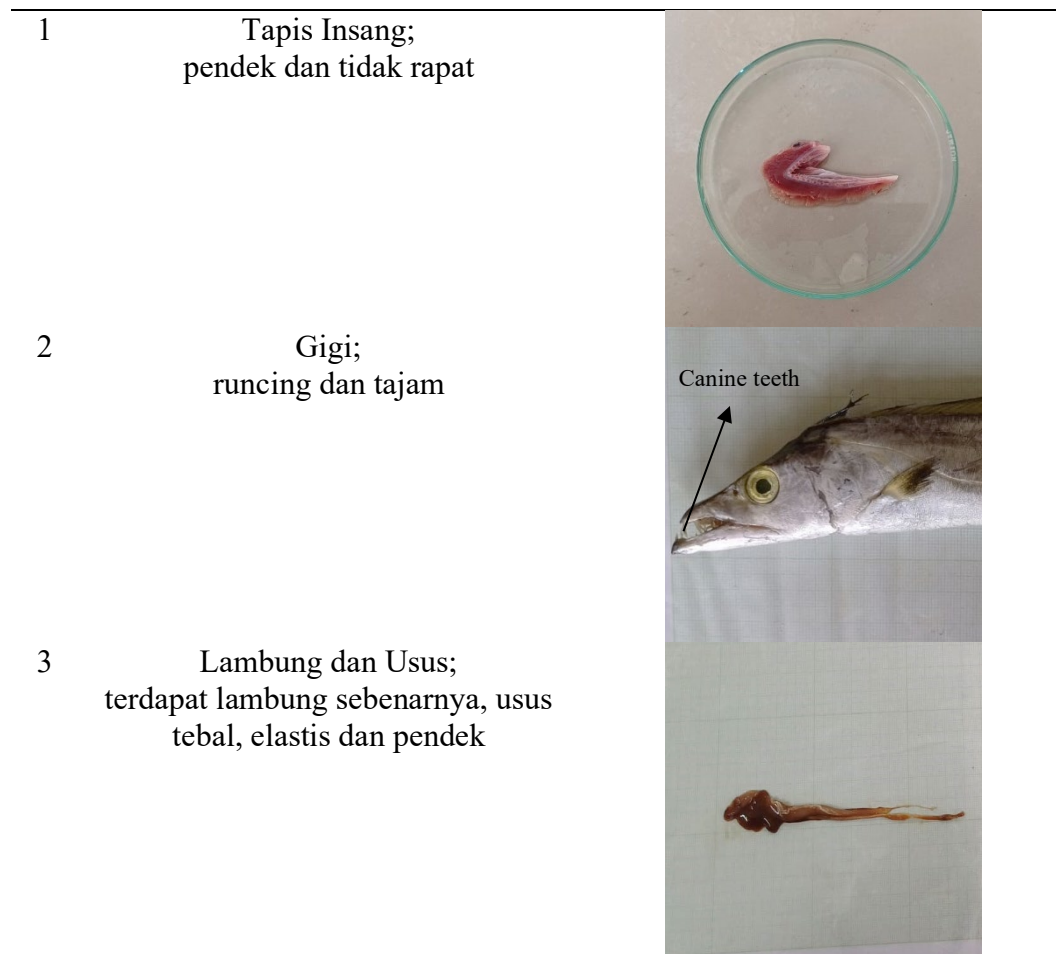 1 Tapis Insang;
pendek dan tidak rapat
2 Gigi;
runcing dan tajam
Canine teeth
3 Lambung dan Usus;
terdapat lambung sebenarnya, usus
tebal, elastis dan pendek